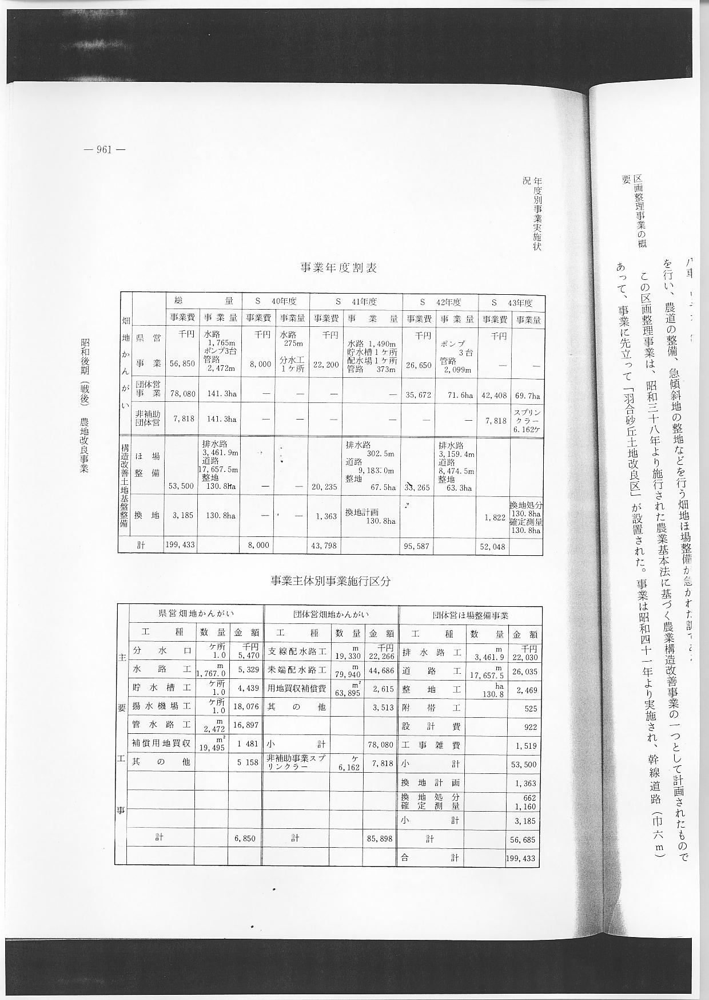 区画整理事業の概
要
を行い、農道の整備、急傾斜地の整地などを行う畑地ほ場整備が急がれた訳である。
この区画整理事業は、昭和三十八年より施行された農業基本法に基づく農業構造改善事業の一つとして計画されたもので
あって、事業に先立って「羽合砂丘土地改良区」が設置された。事業は昭和四十一年より実施され、幹線道路（巾六m）
年度別事業実施状
況
事業年度割表
総量 S 40年度 S 41年度 S 42年度 S 43年度
事業費 事業量 事業費 事業量 事業費 事業量 事業費 事業量 事業費 事業量
畑地かんがい
県営事業 千円 56,850 水路 1,765m ポンプ3台 管路 2,472m 千円 8,000 水路 275m 分水工 1ケ所 千円 22,200 水路 1,490m 貯水槽1ケ所 配水場1ケ所 管路 373m 千円 26,650 ポンプ 3台 管路 2,099m 千円 — —
団体営事業 78,080 141.3ha — — — — 35,672 71.6ha 42,408 69.7ha
非補助団体営 7,818 141.3ha — — — — — — 7,818 スプリンクラー 6.162ケ
構造改善土地基盤整備
ほ場整備 53,500 排水路 3,461.9m 道路 17,657.5m 整地 130.8ha — — 20,235 排水路 302.5m 道路 9,183.0m 整地 67.5ha 33,265 排水路 3,159.4m 道路 8,474.5m 整地 63.3ha
換地 3,185 130.8ha — — 1,363 換地計画 130.8ha 1,822 換地処分 130.8ha 確定測量 130.8ha
計 199,433 8,000 43,798 95,587 52,048
事業主体別事業施行区分
主要工事
県営畑地かんがい 団体営畑地かんがい 団体営ほ場整備事業
工種 数量 金額 工種 数量 金額 工種 数量 金額
分水口 ケ所 1.0 千円 5,470 支線配水路工 m 19,330 千円 22,266 排水路工 m 3,461.9 千円 22,030
水路工 m 1,767.0 5,329 末端配水路工 m 79,940 44,686 道路工 m 17,657.5 26,035
貯水槽工 ケ所 1.0 4,439 用地買収補償費 m² 63,895 2,615 整地工 ha 130.8 2,469
揚水機場工 ケ所 1.0 18,076 其の他 3,513 附帯工 525
管水路工 m 2,472 16,897 設計費 922
補償用地買収 m² 19,495 1 481 小計 78,080 工事雑費 1,519
其の他 5 158 非補助事業スプリンクラー ケ 6,162 7,818 小計 53,500
換地計画 1,363
換地処分 662
確定測量 1,160
小計 3,185
計 6,850 計 85,898 計 56,685
合計 199,433
昭和後期（戦後） 農地改良事業
— 961 —